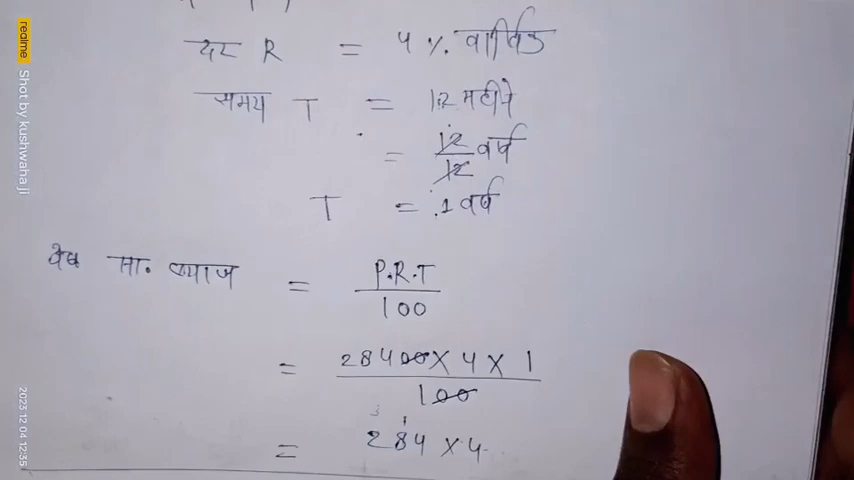 दर R = 4 %. वार्षिक
समय T = 12 महीने
= 12/12 वर्ष
T = 1 वर्ष
सा. ब्याज = P.R.T/100
= 28400 X 4 X 1/100
= 284 X 4
realme
Shot by kushwaha ji
2023.12.04 12:35